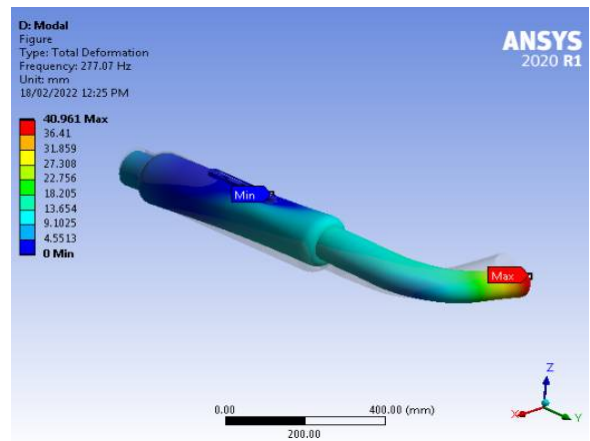 D: Modal
Figure
Type: Total Deformation
Frequency: 277.07 Hz
Unit: mm
18/02/2022 12:25 PM
ANSYS
2020 R1
40.961 Max
36.41
31.859
27.308
22.756
18.205
13.654
9.1025
4.5513
0 Min
Min
Max
0.00
400.00 (mm)
200.00
Z
X
Y